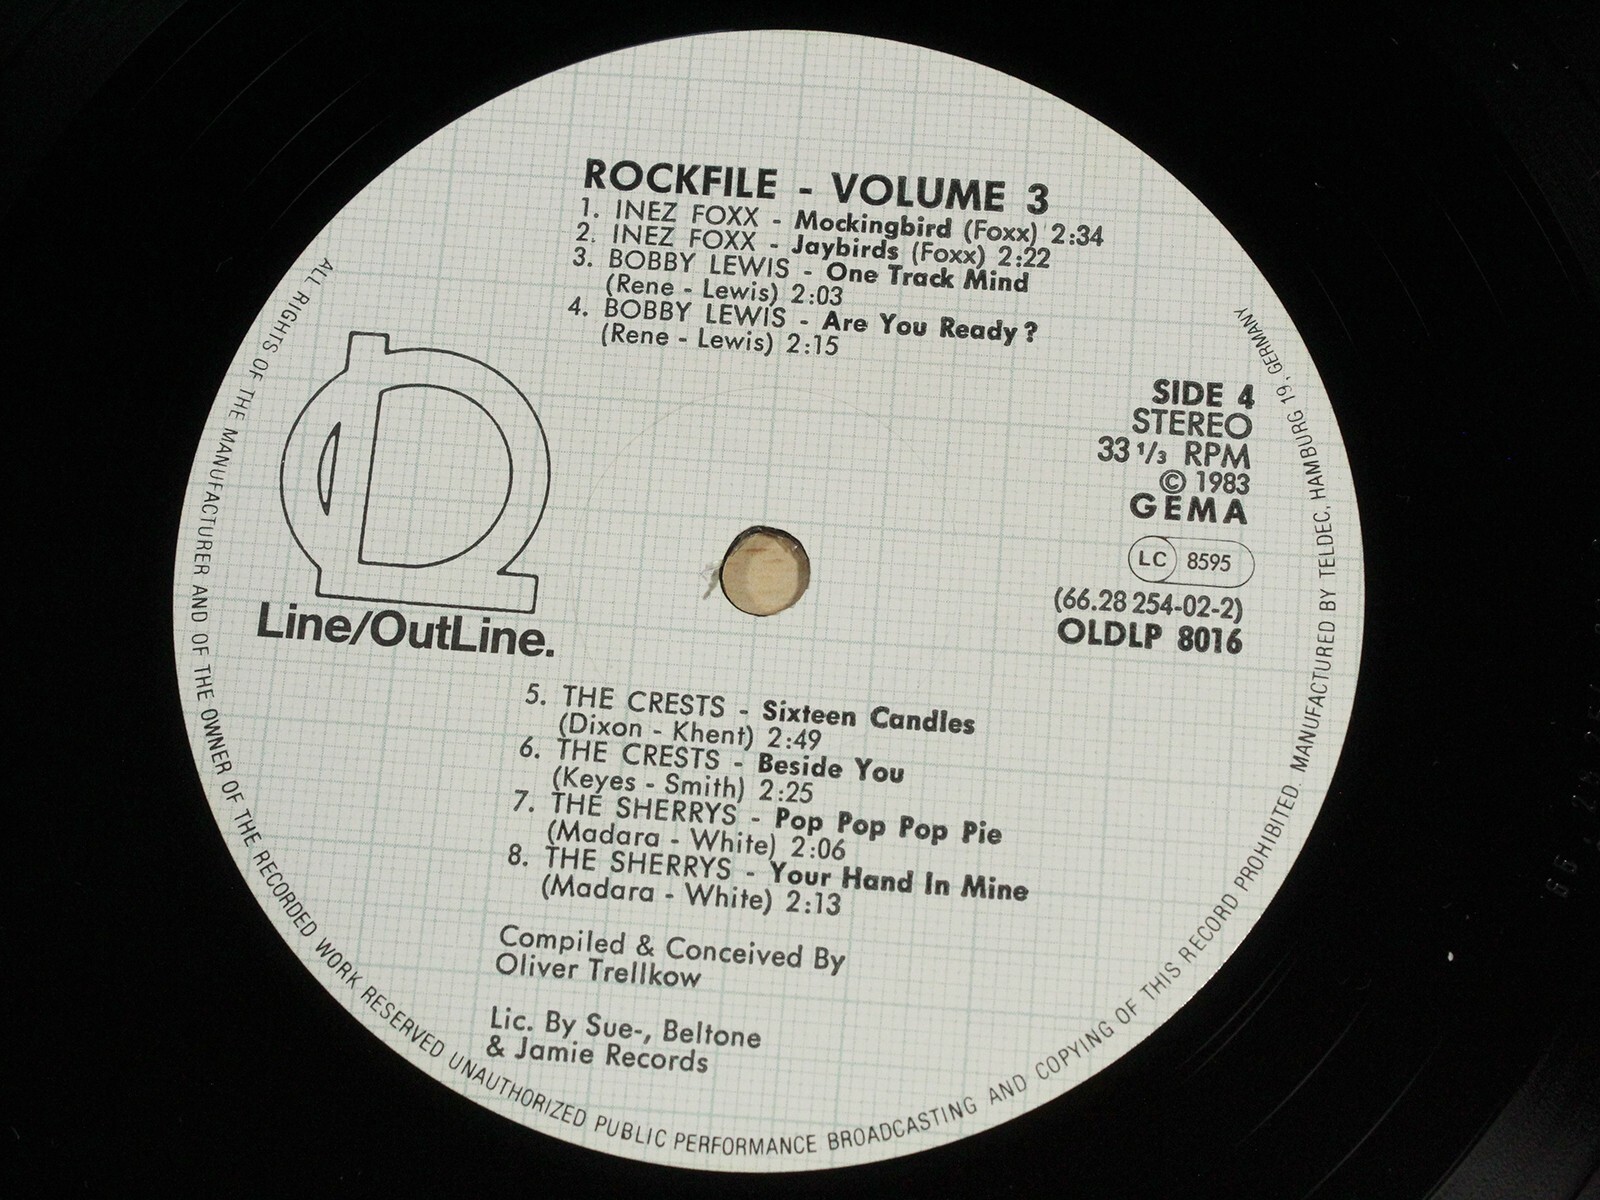 ROCKFILE - VOLUME 3
1. INEZ FOXX - Mockingbird (Foxx) 2:34
2. INEZ FOXX - Jaybirds (Foxx) 2:22
3. BOBBY LEWIS - One Track Mind
(Rene - Lewis) 2:03
4. BOBBY LEWIS - Are You Ready?
(Rene - Lewis) 2:15
SIDE 4
STEREO
33 1/3 RPM
© 1983
GEMA
LC 8595
(66.28 254-02-2)
OLDLP 8016
Line/OutLine.
5. THE CRESTS - Sixteen Candles
(Dixon - Khent) 2:49
6. THE CRESTS - Beside You
(Keyes - Smith) 2:25
7. THE SHERRYS - Pop Pop Pop Pie
(Madara - White) 2:06
8. THE SHERRYS - Your Hand In Mine
(Madara - White) 2:13
Compiled & Conceived By
Oliver Trellkow
Lic. By Sue-, Beltone
& Jamie Records
ALL RIGHTS OF THE MANUFACTURER AND OF THE OWNER OF THE RECORDED WORK RESERVED UNAUTHORIZED PUBLIC PERFORMANCE BROADCASTING AND COPYING OF THIS RECORD PROHIBITED. MANUFACTURED BY TELDEC, HAMBURG 19, GERMANY